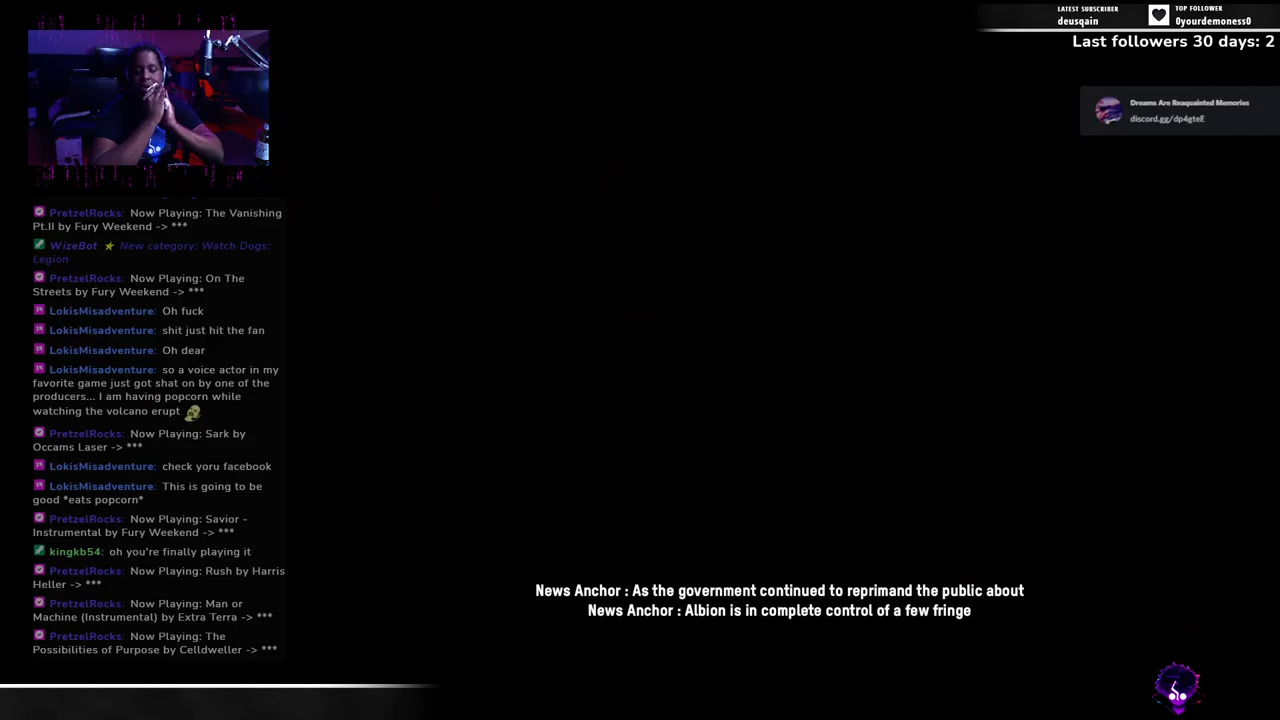 LATEST SUBSCRIBER
deusqain
TOP FOLLOWER
0yourdemoness0
Last followers 30 days: 2
Dreams Are Reaquainted Memories
discord.gg/dp4gteE
PretzelRocks: Now Playing: The Vanishing
Pt.II by Fury Weekend -> ***
WizeBot ★ New category: Watch Dogs:
Legion
PretzelRocks: Now Playing: On The
Streets by Fury Weekend -> ***
LokisMisadventure: Oh fuck
LokisMisadventure: shit just hit the fan
LokisMisadventure: Oh dear
LokisMisadventure: so a voice actor in my
favorite game just got shat on by one of the
producers... I am having popcorn while
watching the volcano erupt
PretzelRocks: Now Playing: Sark by
Occams Laser -> ***
LokisMisadventure: check yoru facebook
LokisMisadventure: This is going to be
good *eats popcorn*
PretzelRocks: Now Playing: Savior -
Instrumental by Fury Weekend -> ***
kingkb54: oh you're finally playing it
PretzelRocks: Now Playing: Rush by Harris
Heller -> ***
PretzelRocks: Now Playing: Man or
Machine (Instrumental) by Extra Terra -> ***
PretzelRocks: Now Playing: The
Possibilities of Purpose by Celldweller -> ***
News Anchor : As the government continued to reprimand the public about
News Anchor : Albion is in complete control of a few fringe